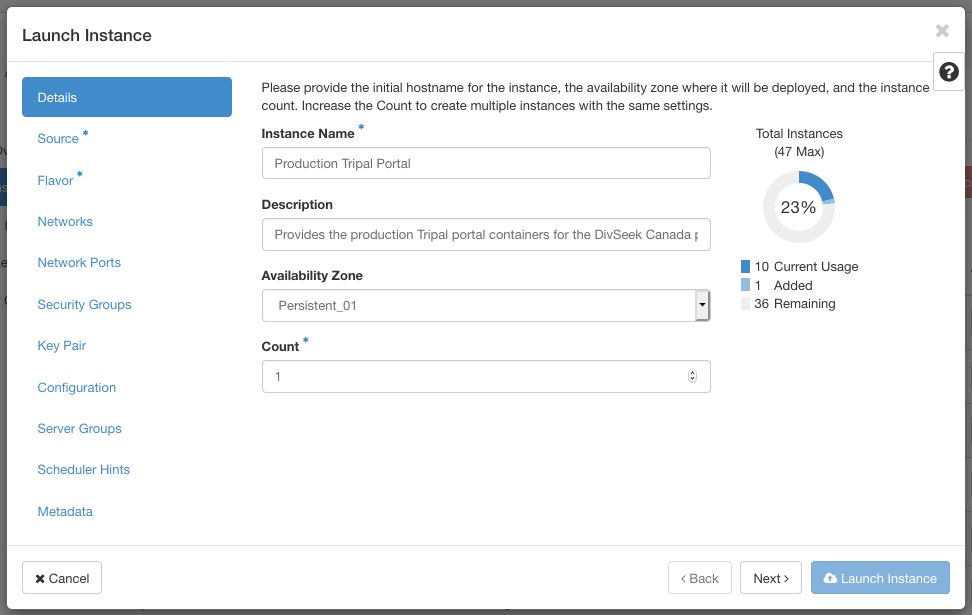 Launch Instance
Details
Source *
Flavor *
Networks
Network Ports
Security Groups
Key Pair
Configuration
Server Groups
Scheduler Hints
Metadata
Please provide the initial hostname for the instance, the availability zone where it will be deployed, and the instance
count. Increase the Count to create multiple instances with the same settings.
Instance Name *
Production Tripal Portal
Description
Provides the production Tripal portal containers for the DivSeek Canada p
Availability Zone
Persistent_01
Count *
1
Total Instances
(47 Max)
23%
10 Current Usage
1 Added
36 Remaining
Cancel
‹ Back
Next ›
Launch Instance